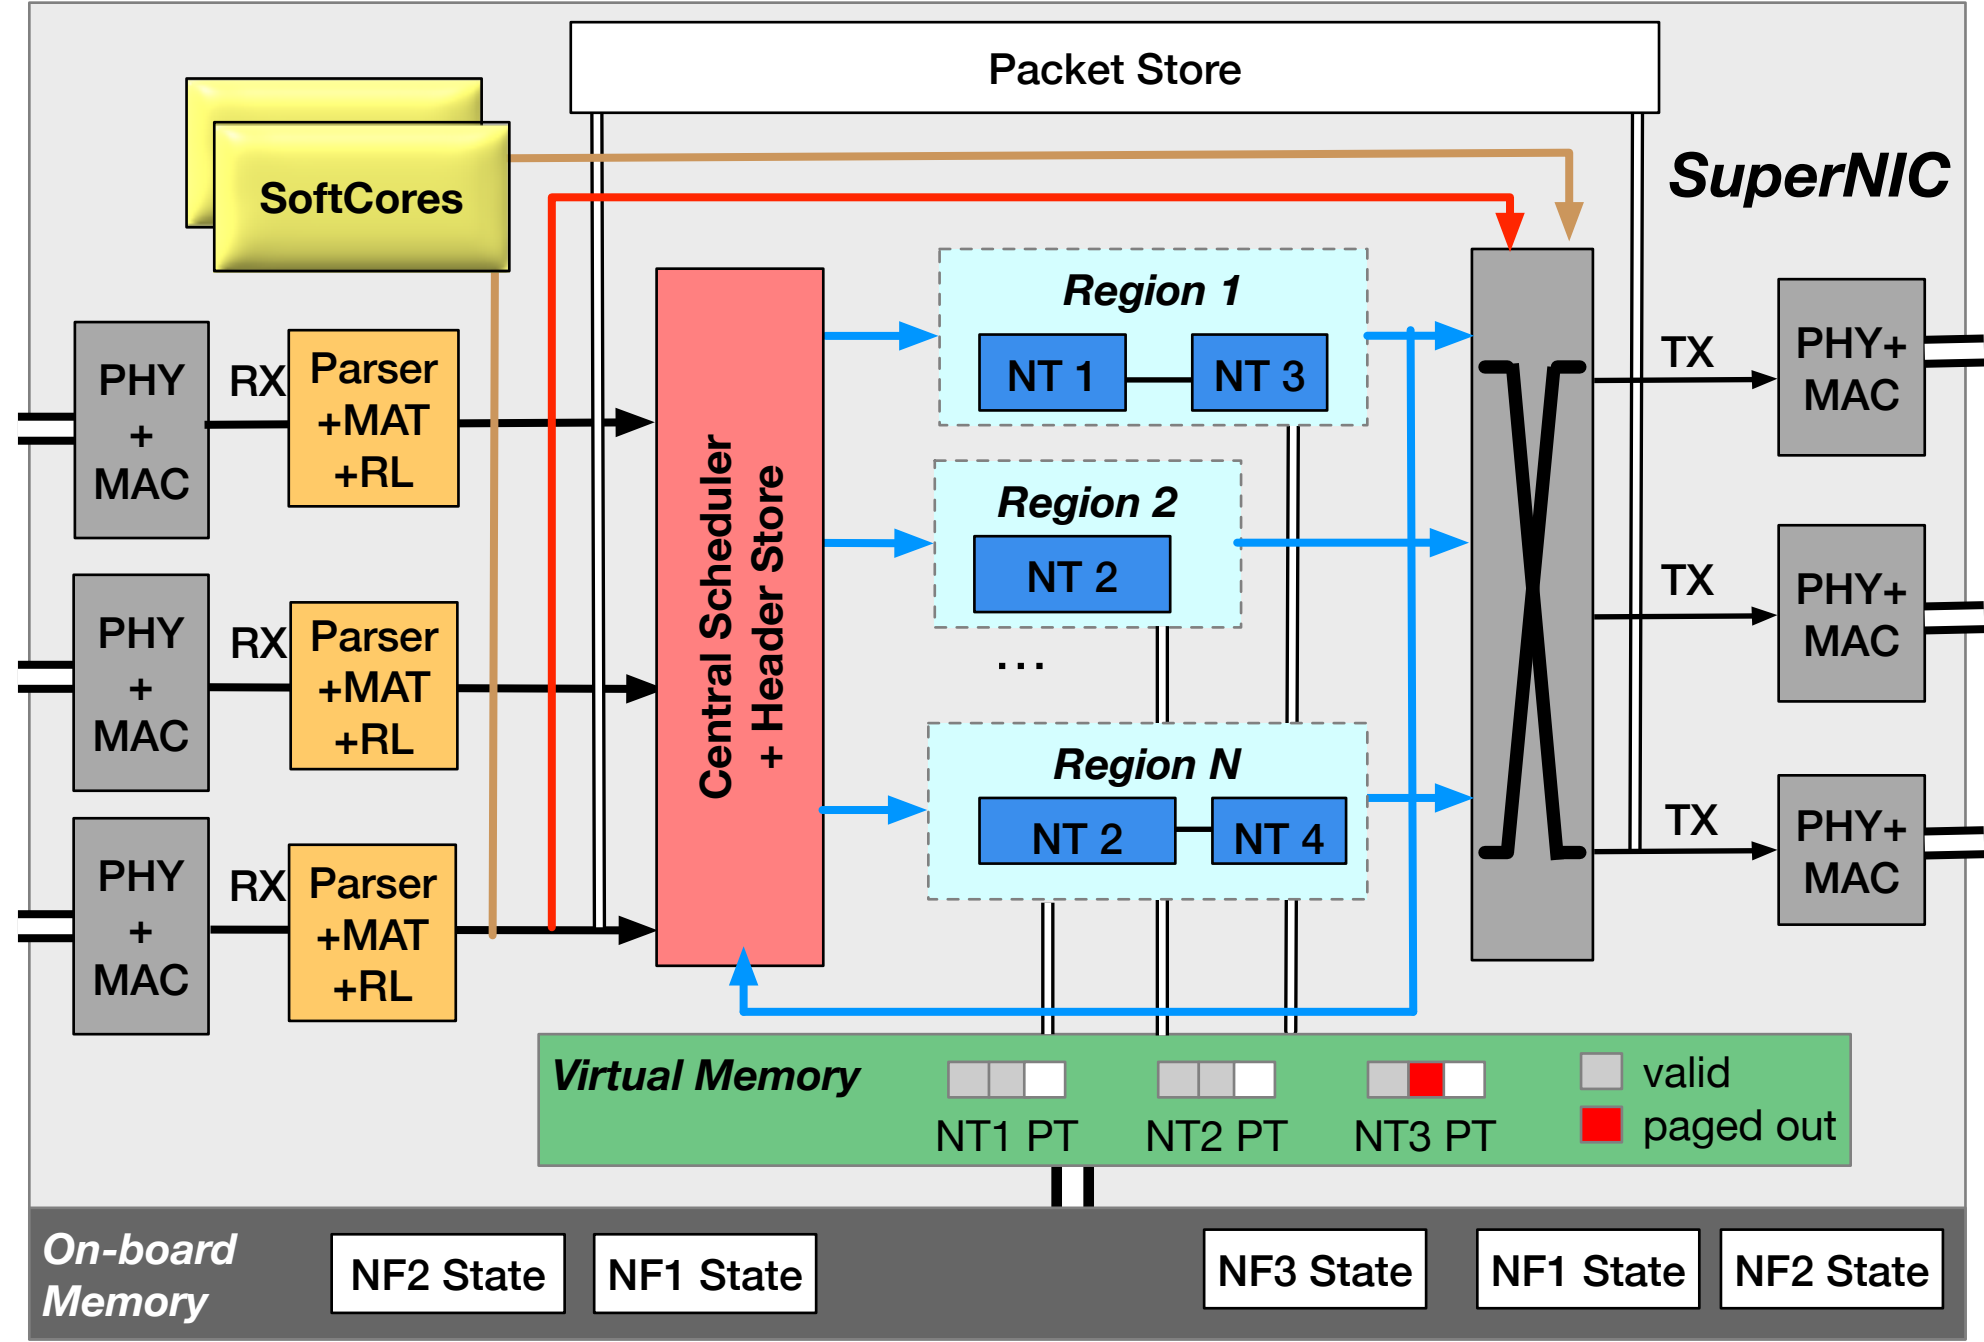 Packet Store
SuperNIC
SoftCores
PHY
+
MAC
RX
Parser
+MAT
+RL
PHY
+
MAC
RX
Parser
+MAT
+RL
PHY
+
MAC
RX
Parser
+MAT
+RL
Central Scheduler
+ Header Store
Region 1
NT 1
NT 3
Region 2
NT 2
...
Region N
NT 2
NT 4
TX
PHY+
MAC
TX
PHY+
MAC
TX
PHY+
MAC
Virtual Memory
NT1 PT
NT2 PT
NT3 PT
valid
paged out
On-board
Memory
NF2 State
NF1 State
NF3 State
NF1 State
NF2 State